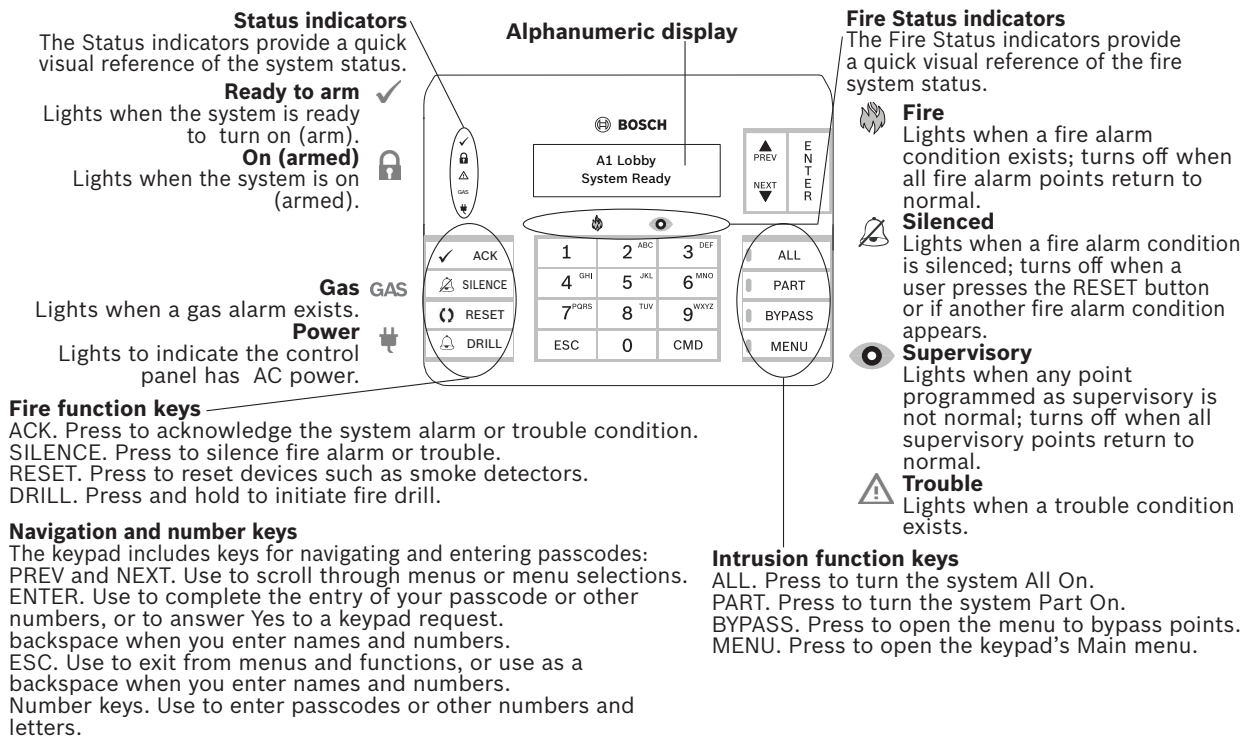 Status indicators
The Status indicators provide a quick
visual reference of the system status.
Ready to arm
Lights when the system is ready
to turn on (arm).
On (armed)
Lights when the system is on
(armed).
Gas GAS
Lights when a gas alarm exists.
Power
Lights to indicate the control
panel has AC power.
Alphanumeric display
BOSCH
A1 Lobby
System Ready
GAS
PREV
NEXT
ENTER
ACK
SILENCE
RESET
DRILL
1
2 ABC
3 DEF
4 GHI
5 JKL
6 MNO
7 PQRS
8 TUV
9 WXYZ
ESC
0
CMD
ALL
PART
BYPASS
MENU
Fire Status indicators
The Fire Status indicators provide
a quick visual reference of the fire
system status.
Fire
Lights when a fire alarm
condition exists; turns off when
all fire alarm points return to
normal.
Silenced
Lights when a fire alarm condition
is silenced; turns off when a
user presses the RESET button
or if another fire alarm condition
appears.
Supervisory
Lights when any point
programmed as supervisory is
not normal; turns off when all
supervisory points return to
normal.
Trouble
Lights when a trouble condition
exists.
Fire function keys
ACK. Press to acknowledge the system alarm or trouble condition.
SILENCE. Press to silence fire alarm or trouble.
RESET. Press to reset devices such as smoke detectors.
DRILL. Press and hold to initiate fire drill.
Navigation and number keys
The keypad includes keys for navigating and entering passcodes:
PREV and NEXT. Use to scroll through menus or menu selections.
ENTER. Use to complete the entry of your passcode or other
numbers, or to answer Yes to a keypad request.
backspace when you enter names and numbers.
ESC. Use to exit from menus and functions, or use as a
backspace when you enter names and numbers.
Number keys. Use to enter passcodes or other numbers and
letters.
Intrusion function keys
ALL. Press to turn the system All On.
PART. Press to turn the system Part On.
BYPASS. Press to open the menu to bypass points.
MENU. Press to open the keypad's Main menu.